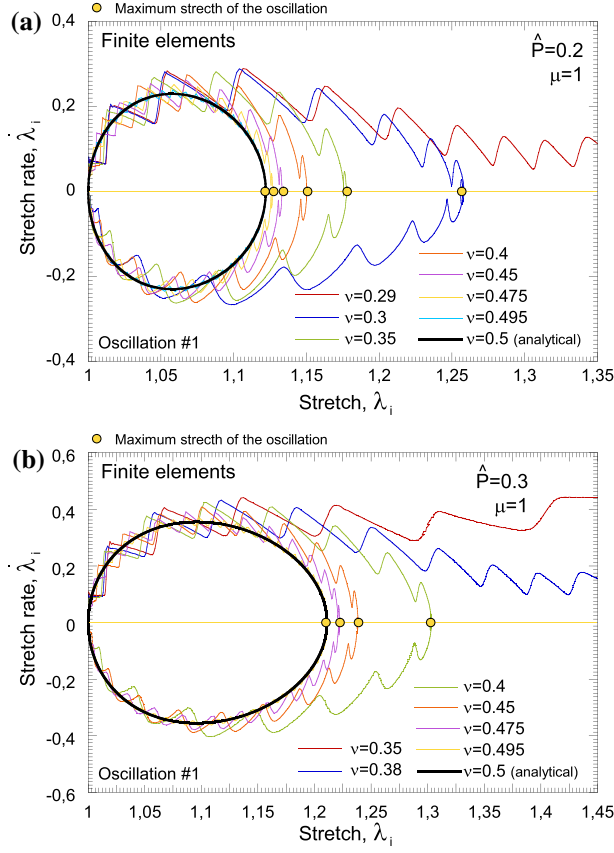 Maximum strecth of the oscillation
(a)
0,4
Finite elements
P̂=0.2
μ=1
0,2
Stretch rate, λ̇ i
0
-0,2
ν=0.4
ν=0.45
ν=0.29
ν=0.475
ν=0.3
ν=0.495
ν=0.35
ν=0.5 (analytical)
Oscillation #1
-0,4
1 1,05 1,1 1,15 1,2 1,25 1,3 1,35
Stretch, λ i
Maximum strecth of the oscillation
(b)
0,6
Finite elements
P̂=0.3
μ=1
0,4
0,2
Stretch rate, λ̇ i
0
-0,2
ν=0.4
ν=0.45
ν=0.475
-0,4
ν=0.35
ν=0.495
ν=0.38
ν=0.5 (analytical)
Oscillation #1
-0,6
1 1,05 1,1 1,15 1,2 1,25 1,3 1,35 1,4 1,45
Stretch, λ i